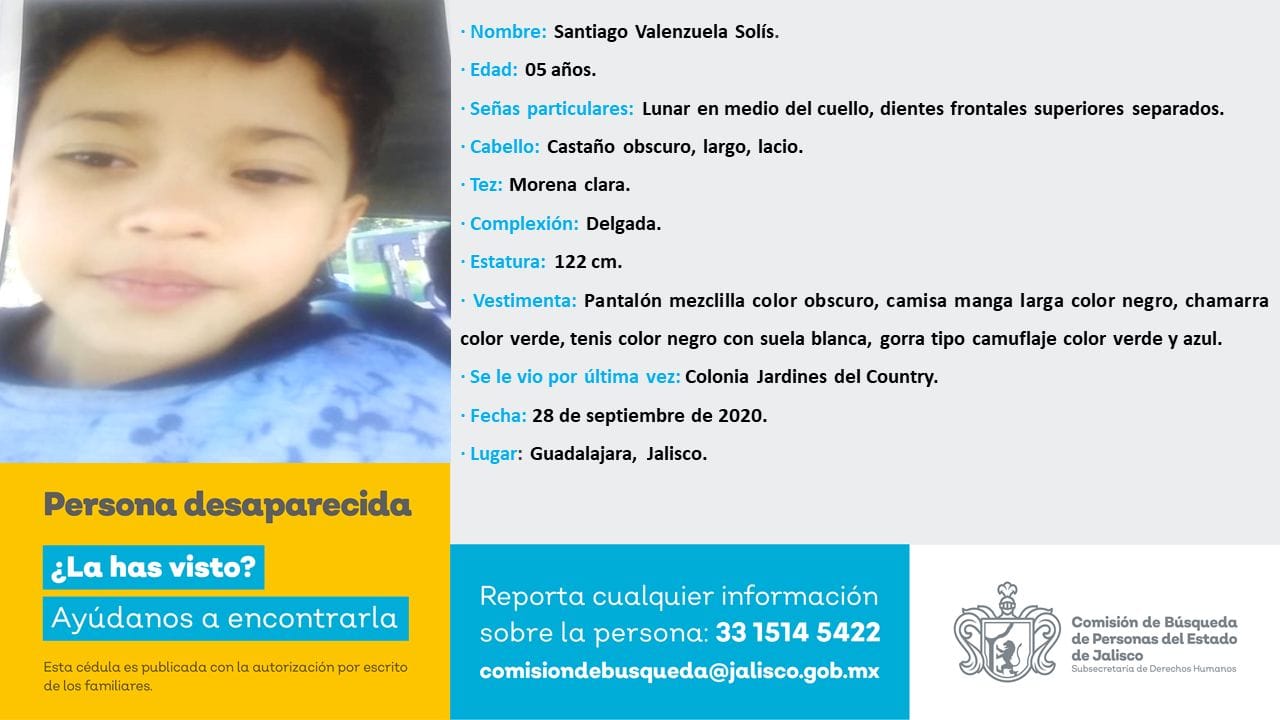 · Nombre: Santiago Valenzuela Solís.
· Edad: 05 años.
· Señas particulares: Lunar en medio del cuello, dientes frontales superiores separados.
· Cabello: Castaño obscuro, largo, lacio.
· Tez: Morena clara.
· Complexión: Delgada.
· Estatura: 122 cm.
· Vestimenta: Pantalón mezclilla color obscuro, camisa manga larga color negro, chamarra
color verde, tenis color negro con suela blanca, gorra tipo camuflaje color verde y azul.
· Se le vio por última vez: Colonia Jardines del Country.
· Fecha: 28 de septiembre de 2020.
· Lugar: Guadalajara, Jalisco.
Persona desaparecida
¿La has visto?
Ayúdanos a encontrarla
Esta cédula es publicada con la autorización por escrito
de los familiares.
Reporta cualquier información
sobre la persona: 33 1514 5422
comisiondebusqueda@jalisco.gob.mx
Comisión de Búsqueda
de Personas del Estado
de Jalisco
Subsecretaría de Derechos Humanos